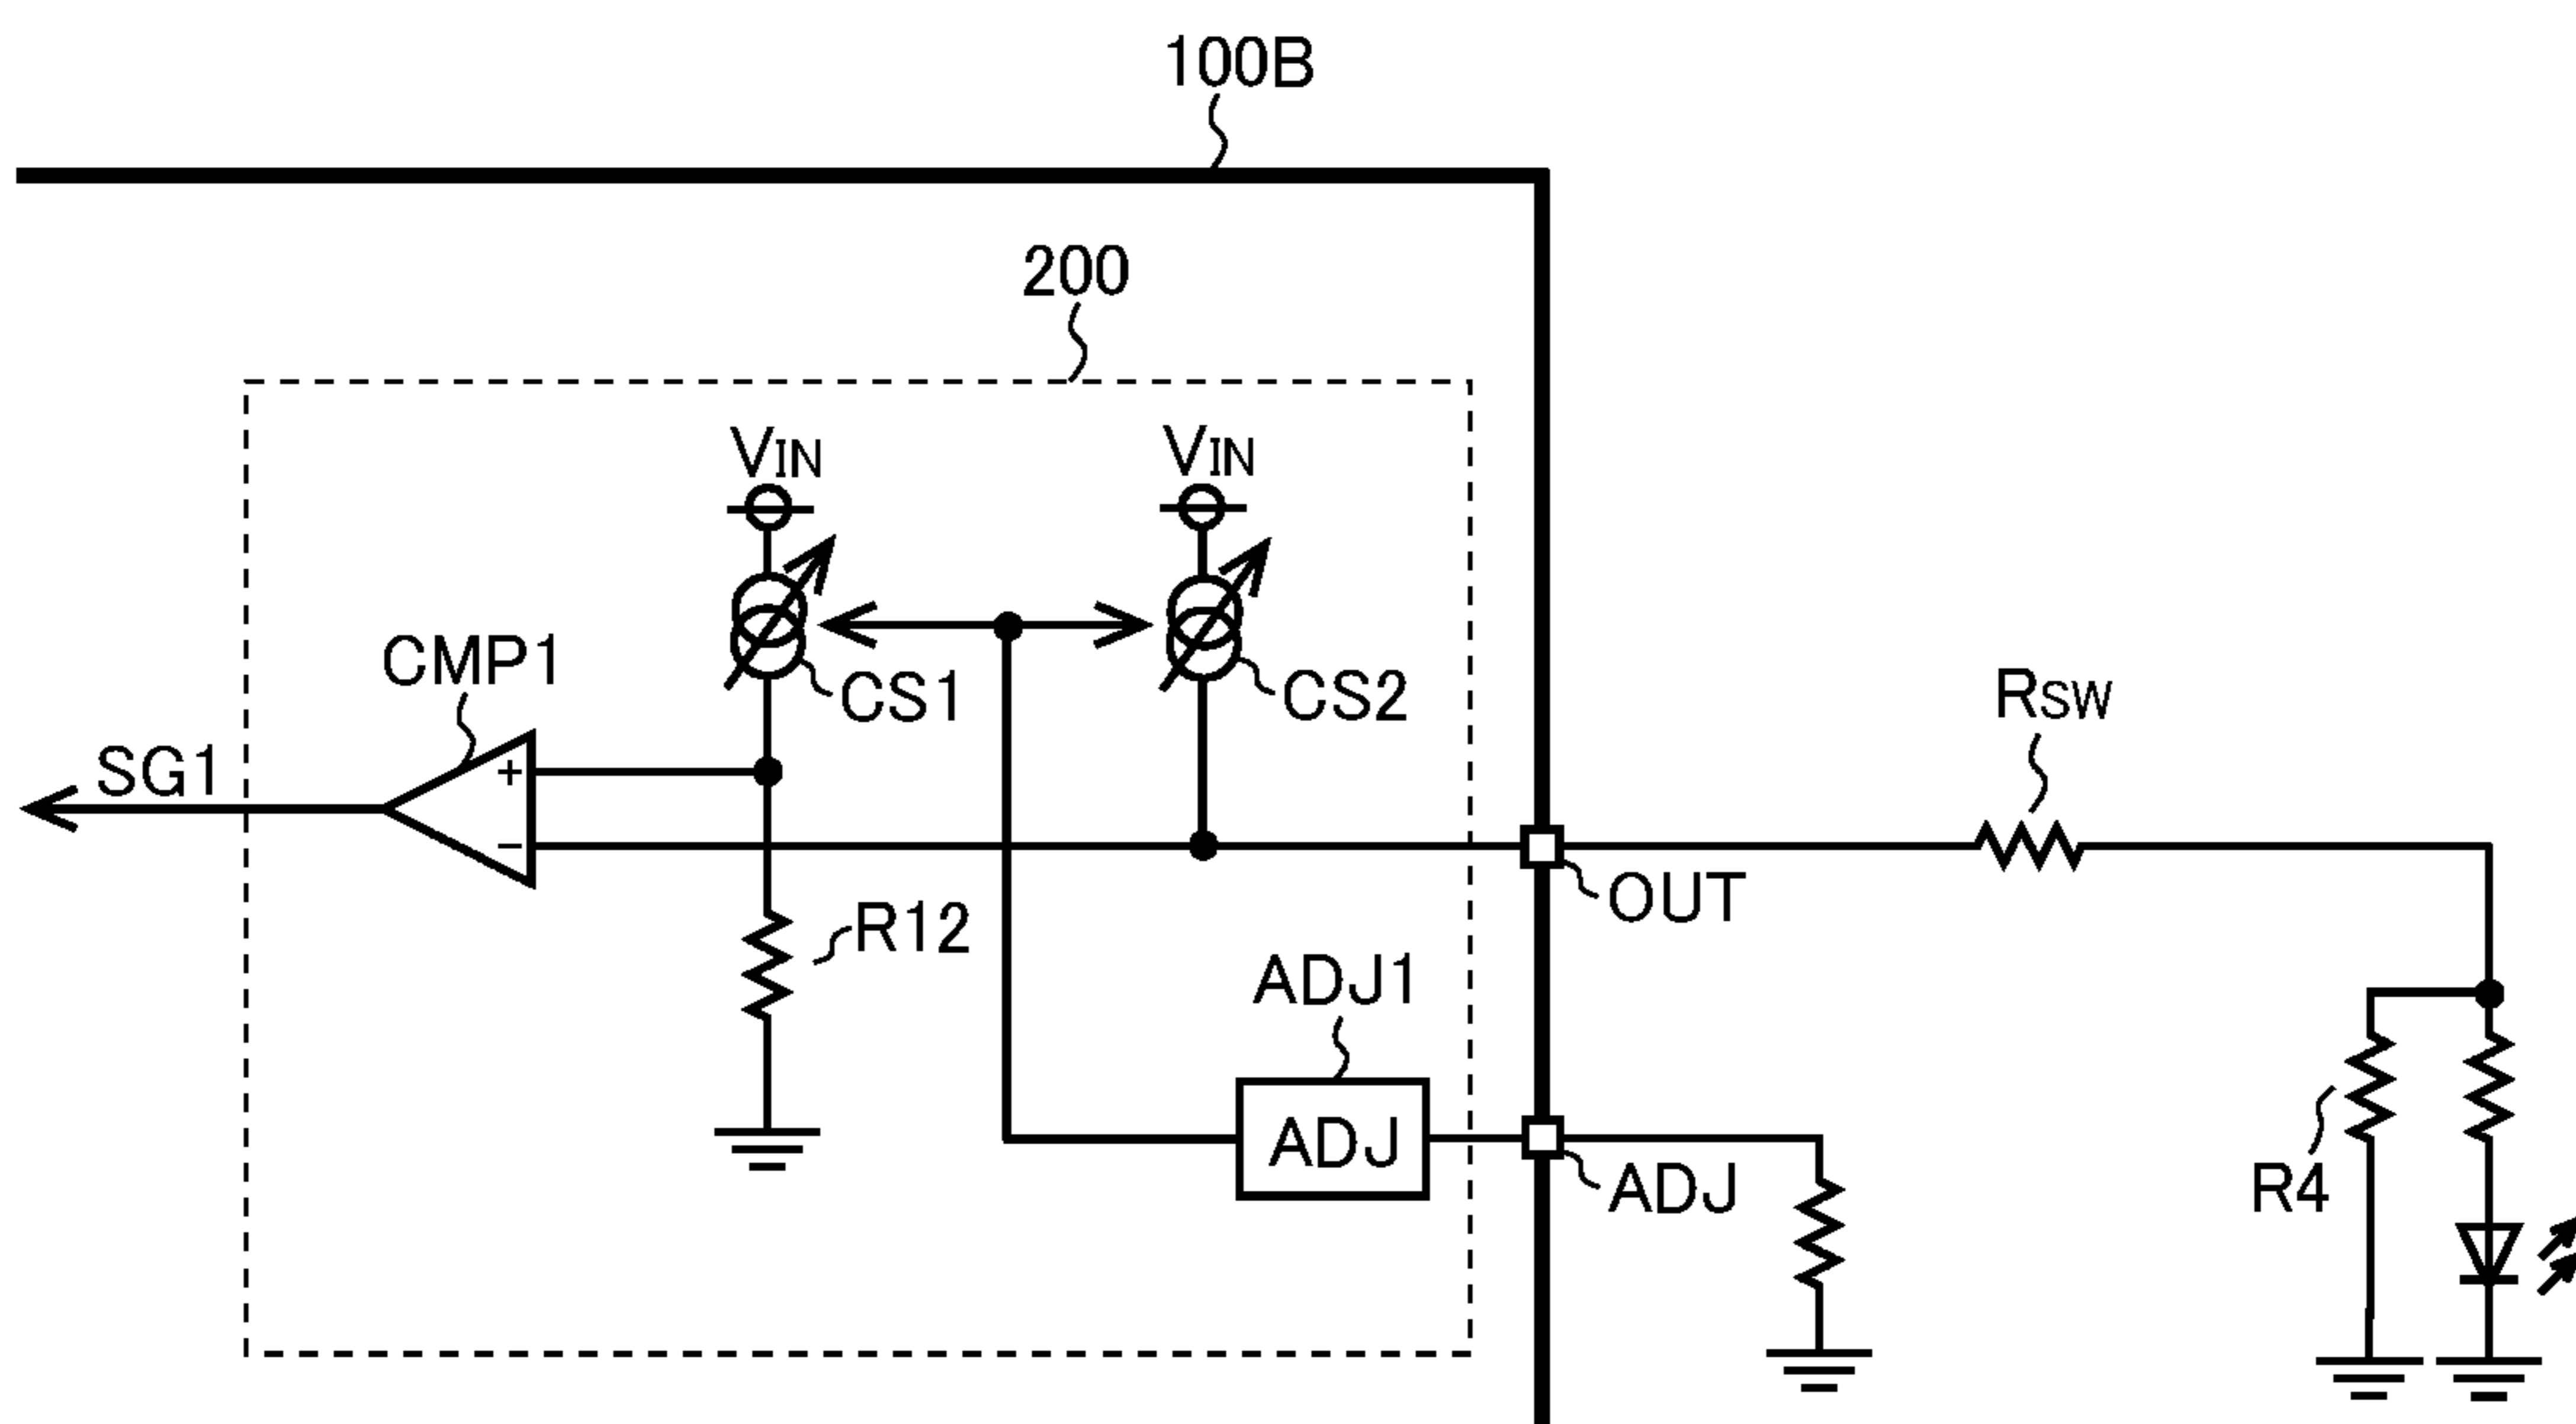 100B
200
VIN
VIN
CMP1
SG1
CS1
CS2
RSW
+
−
OUT
R12
ADJ1
ADJ
ADJ
R4